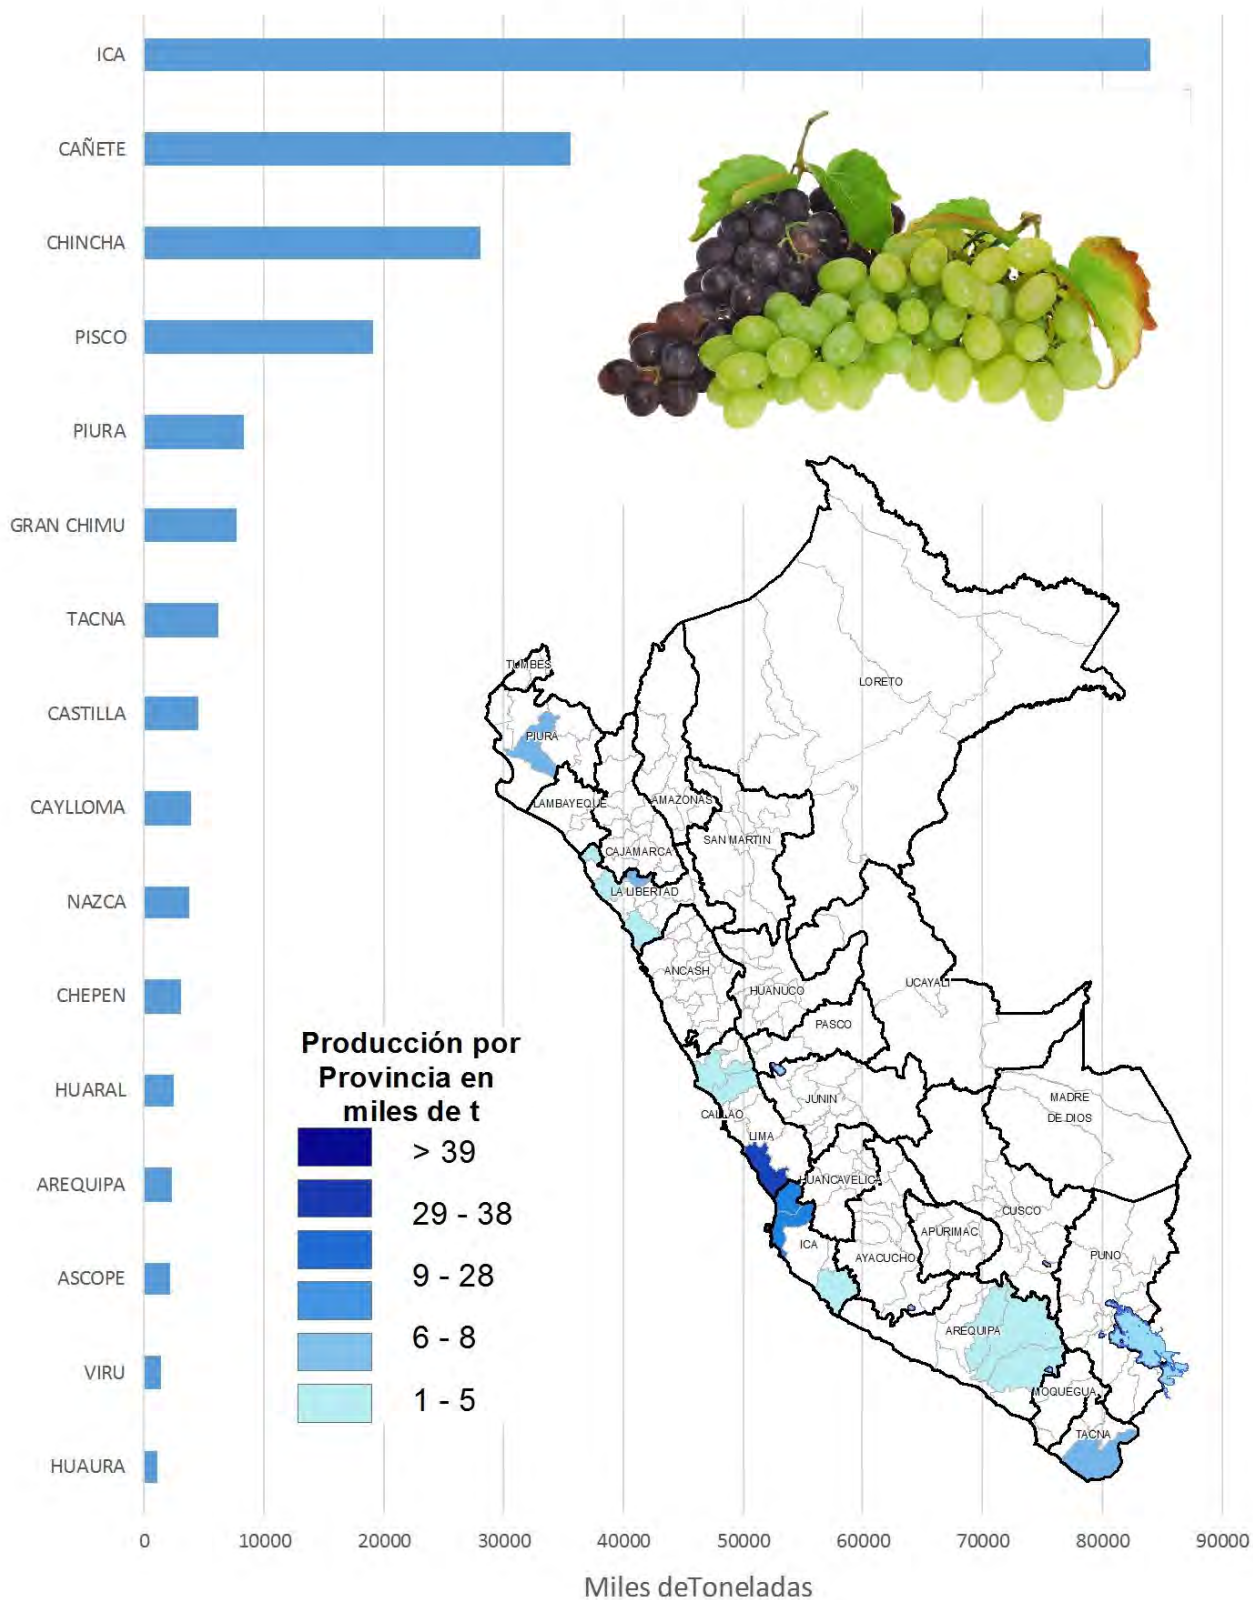 ICA
CAÑETE
CHINCHA
PISCO
PIURA
GRAN CHIMU
TACNA
CASTILLA
CAYLLOMA
NAZCA
CHEPEN
HUARAL
AREQUIPA
ASCOPE
VIRU
HUAURA
0 10000 20000 30000 40000 50000 60000 70000 80000 90000
Miles deToneladas
Producción por
Provincia en
miles de t
> 39
29 - 38
9 - 28
6 - 8
1 - 5
TUMBES
LORETO
PIURA
LAMBAYEQUE
AMAZONAS
SAN MARTIN
CAJAMARCA
LA LIBERTAD
ANCASH
HUANUCO
UCAYALI
PASCO
JUNIN
MADRE
DE DIOS
CALLAO
LIMA
HUANCAVELICA
CUSCO
APURIMAC
ICA
AYACUCHO
PUNO
AREQUIPA
MOQUEGUA
TACNA